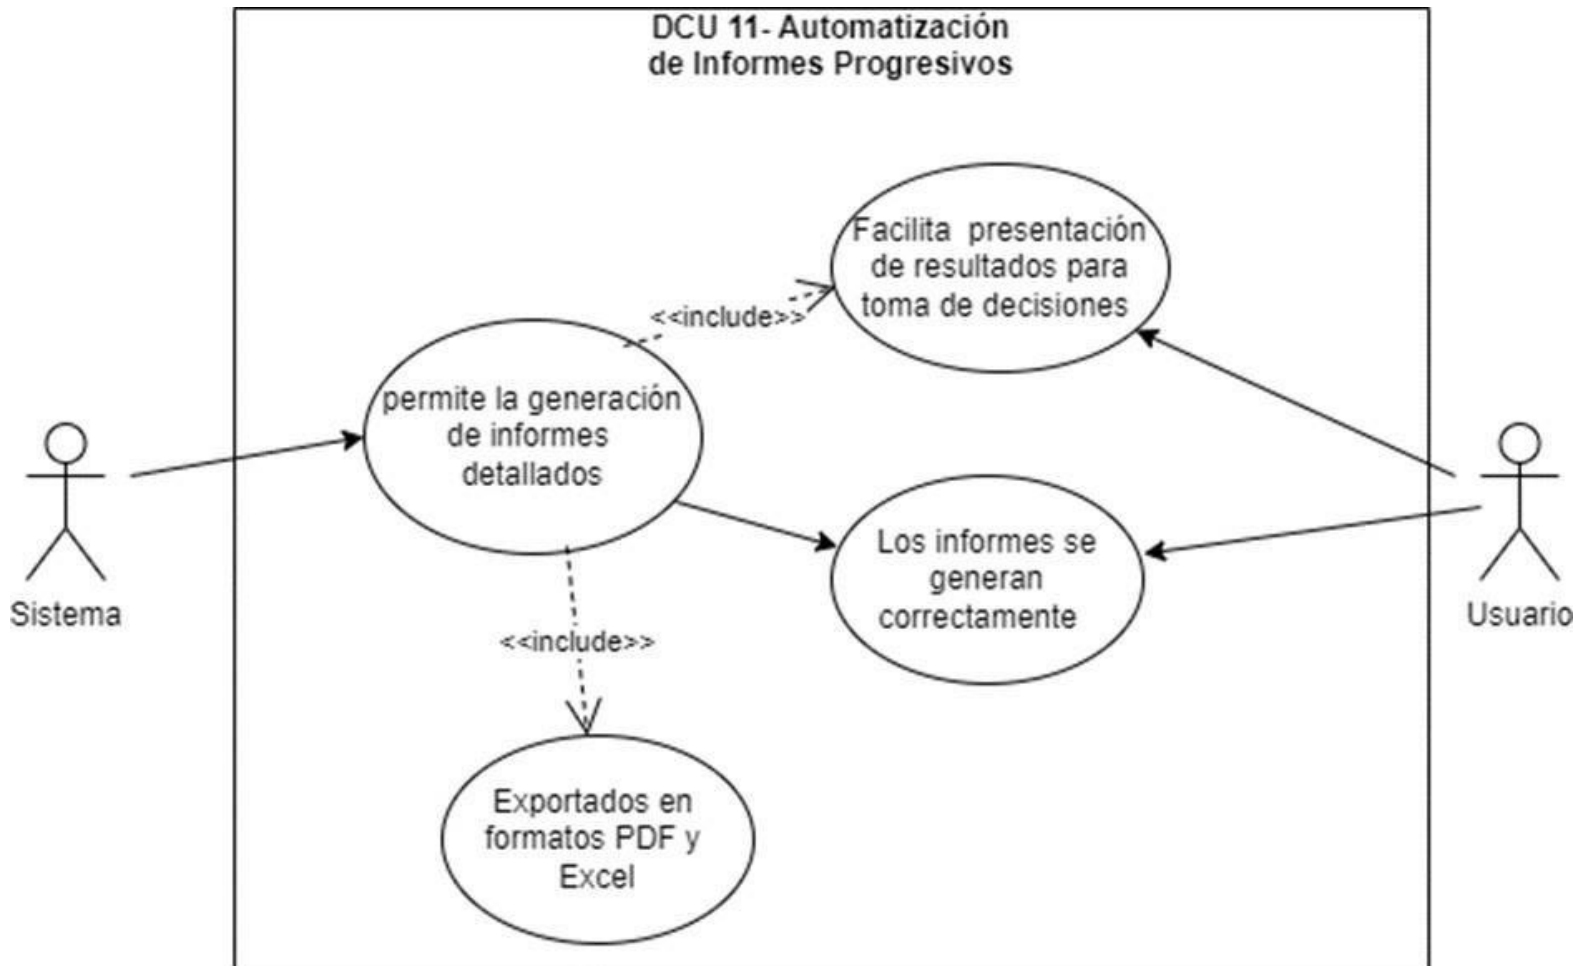 DCU 11- Automatización
de Informes Progresivos
Facilita presentación
de resultados para
toma de decisiones
<<include>>
permite la generación
de informes
detallados
Los informes se
generan
correctamente
Sistema
Usuario
<<include>>
Exportados en
formatos PDF y
Excel